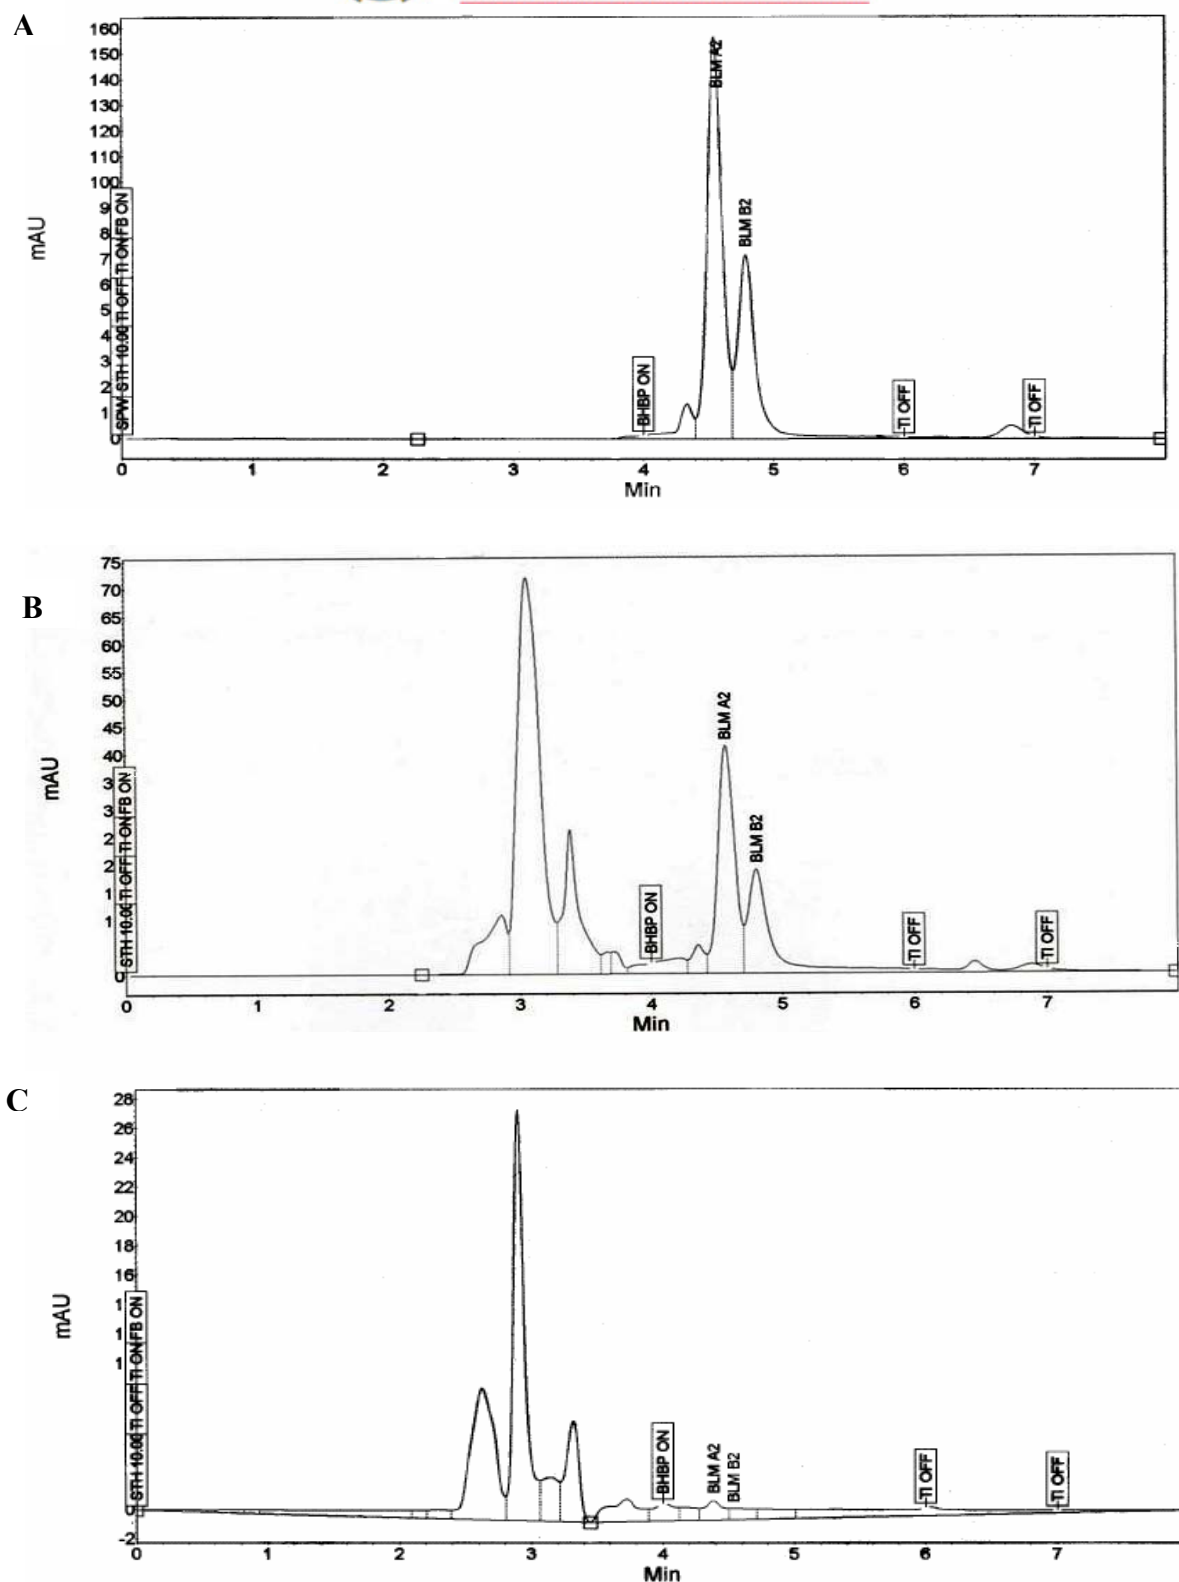 A
160
150
140
130
120
110
100
9
8
7
6
5
4
3
2
1
0
mAU
SPW STH 10.00 TI OFF TI ON FB ON
BHBP ON
BLM A2
BLM B2
TI OFF
TI OFF
0 1 2 3 4 5 6 7
Min
B
75
70
65
60
55
50
45
40
3
3
2
2
1
1
0
mAU
STH 10.00 TI OFF TI ON FB ON
BHBP ON
BLM A2
BLM B2
TI OFF
TI OFF
0 1 2 3 4 5 6 7
Min
C
28
26
24
22
20
18
16
1
1
1
-2
mAU
STH 10.00 TI OFF TI ON FB ON
BHBP ON
BLM A2
BLM B2
TI OFF
TI OFF
0 1 2 3 4 5 6 7
Min